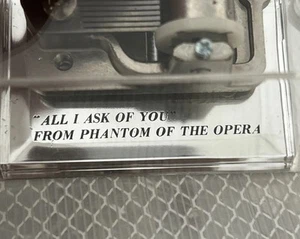 "ALL I ASK OF YOU"
FROM PHANTOM OF THE OPERA